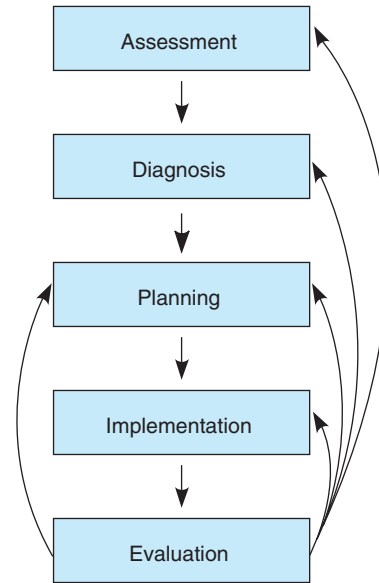 Assessment
Diagnosis
Planning
Implementation
Evaluation